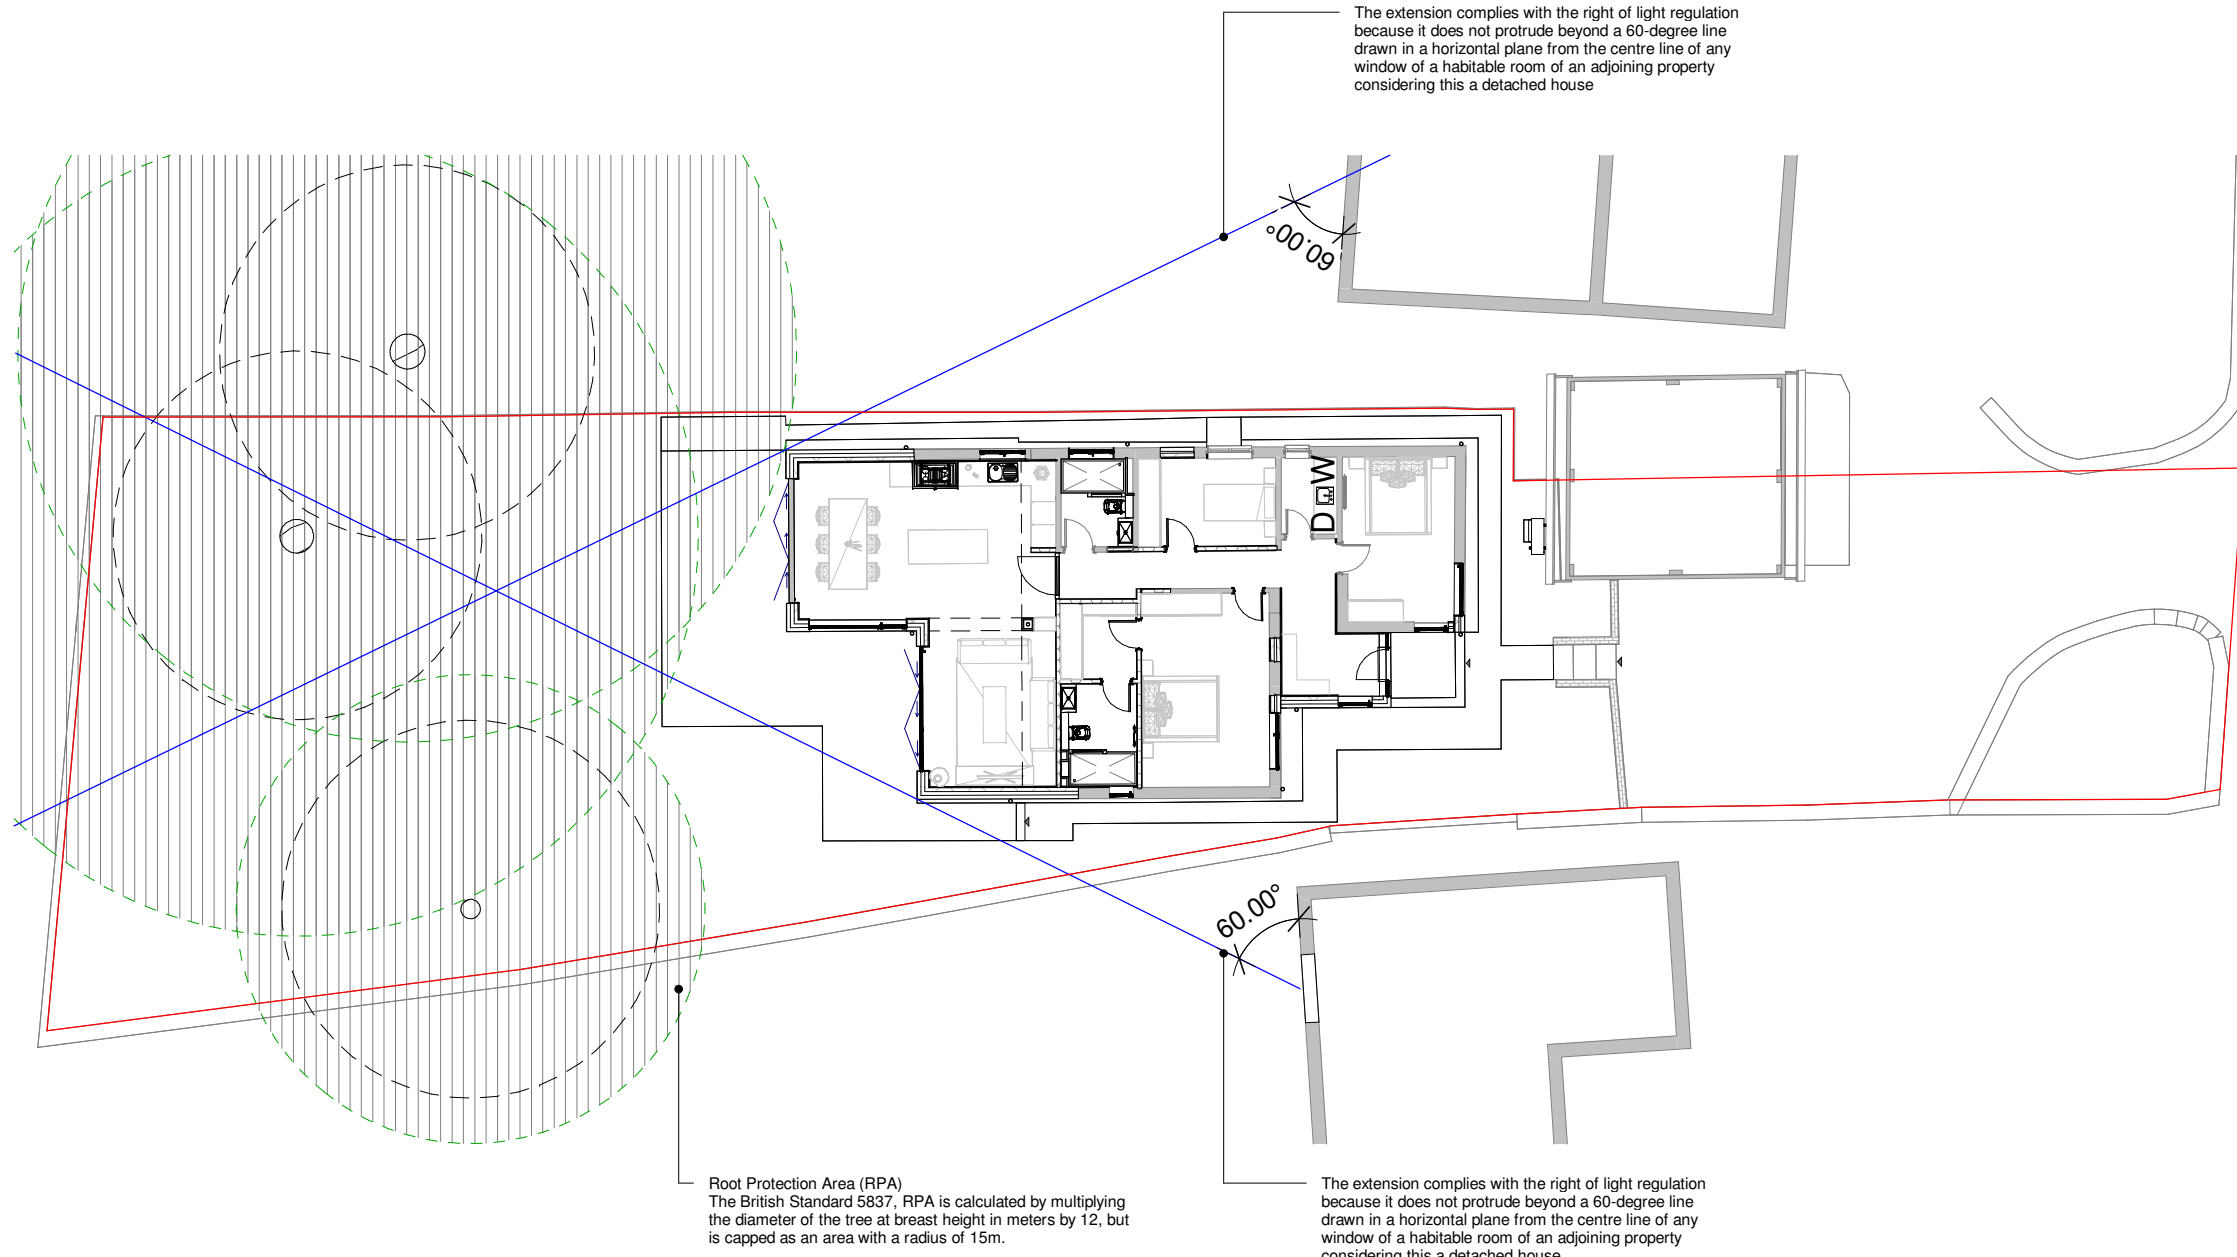 The extension complies with the right of light regulation
because it does not protrude beyond a 60-degree line
drawn in a horizontal plane from the centre line of any
window of a habitable room of an adjoining property
considering this a detached house
60.00°
D W
60.00°
Root Protection Area (RPA)
The British Standard 5837, RPA is calculated by multiplying
the diameter of the tree at breast height in meters by 12, but
is capped as an area with a radius of 15m.
The extension complies with the right of light regulation
because it does not protrude beyond a 60-degree line
drawn in a horizontal plane from the centre line of any
window of a habitable room of an adjoining property
considering this a detached house